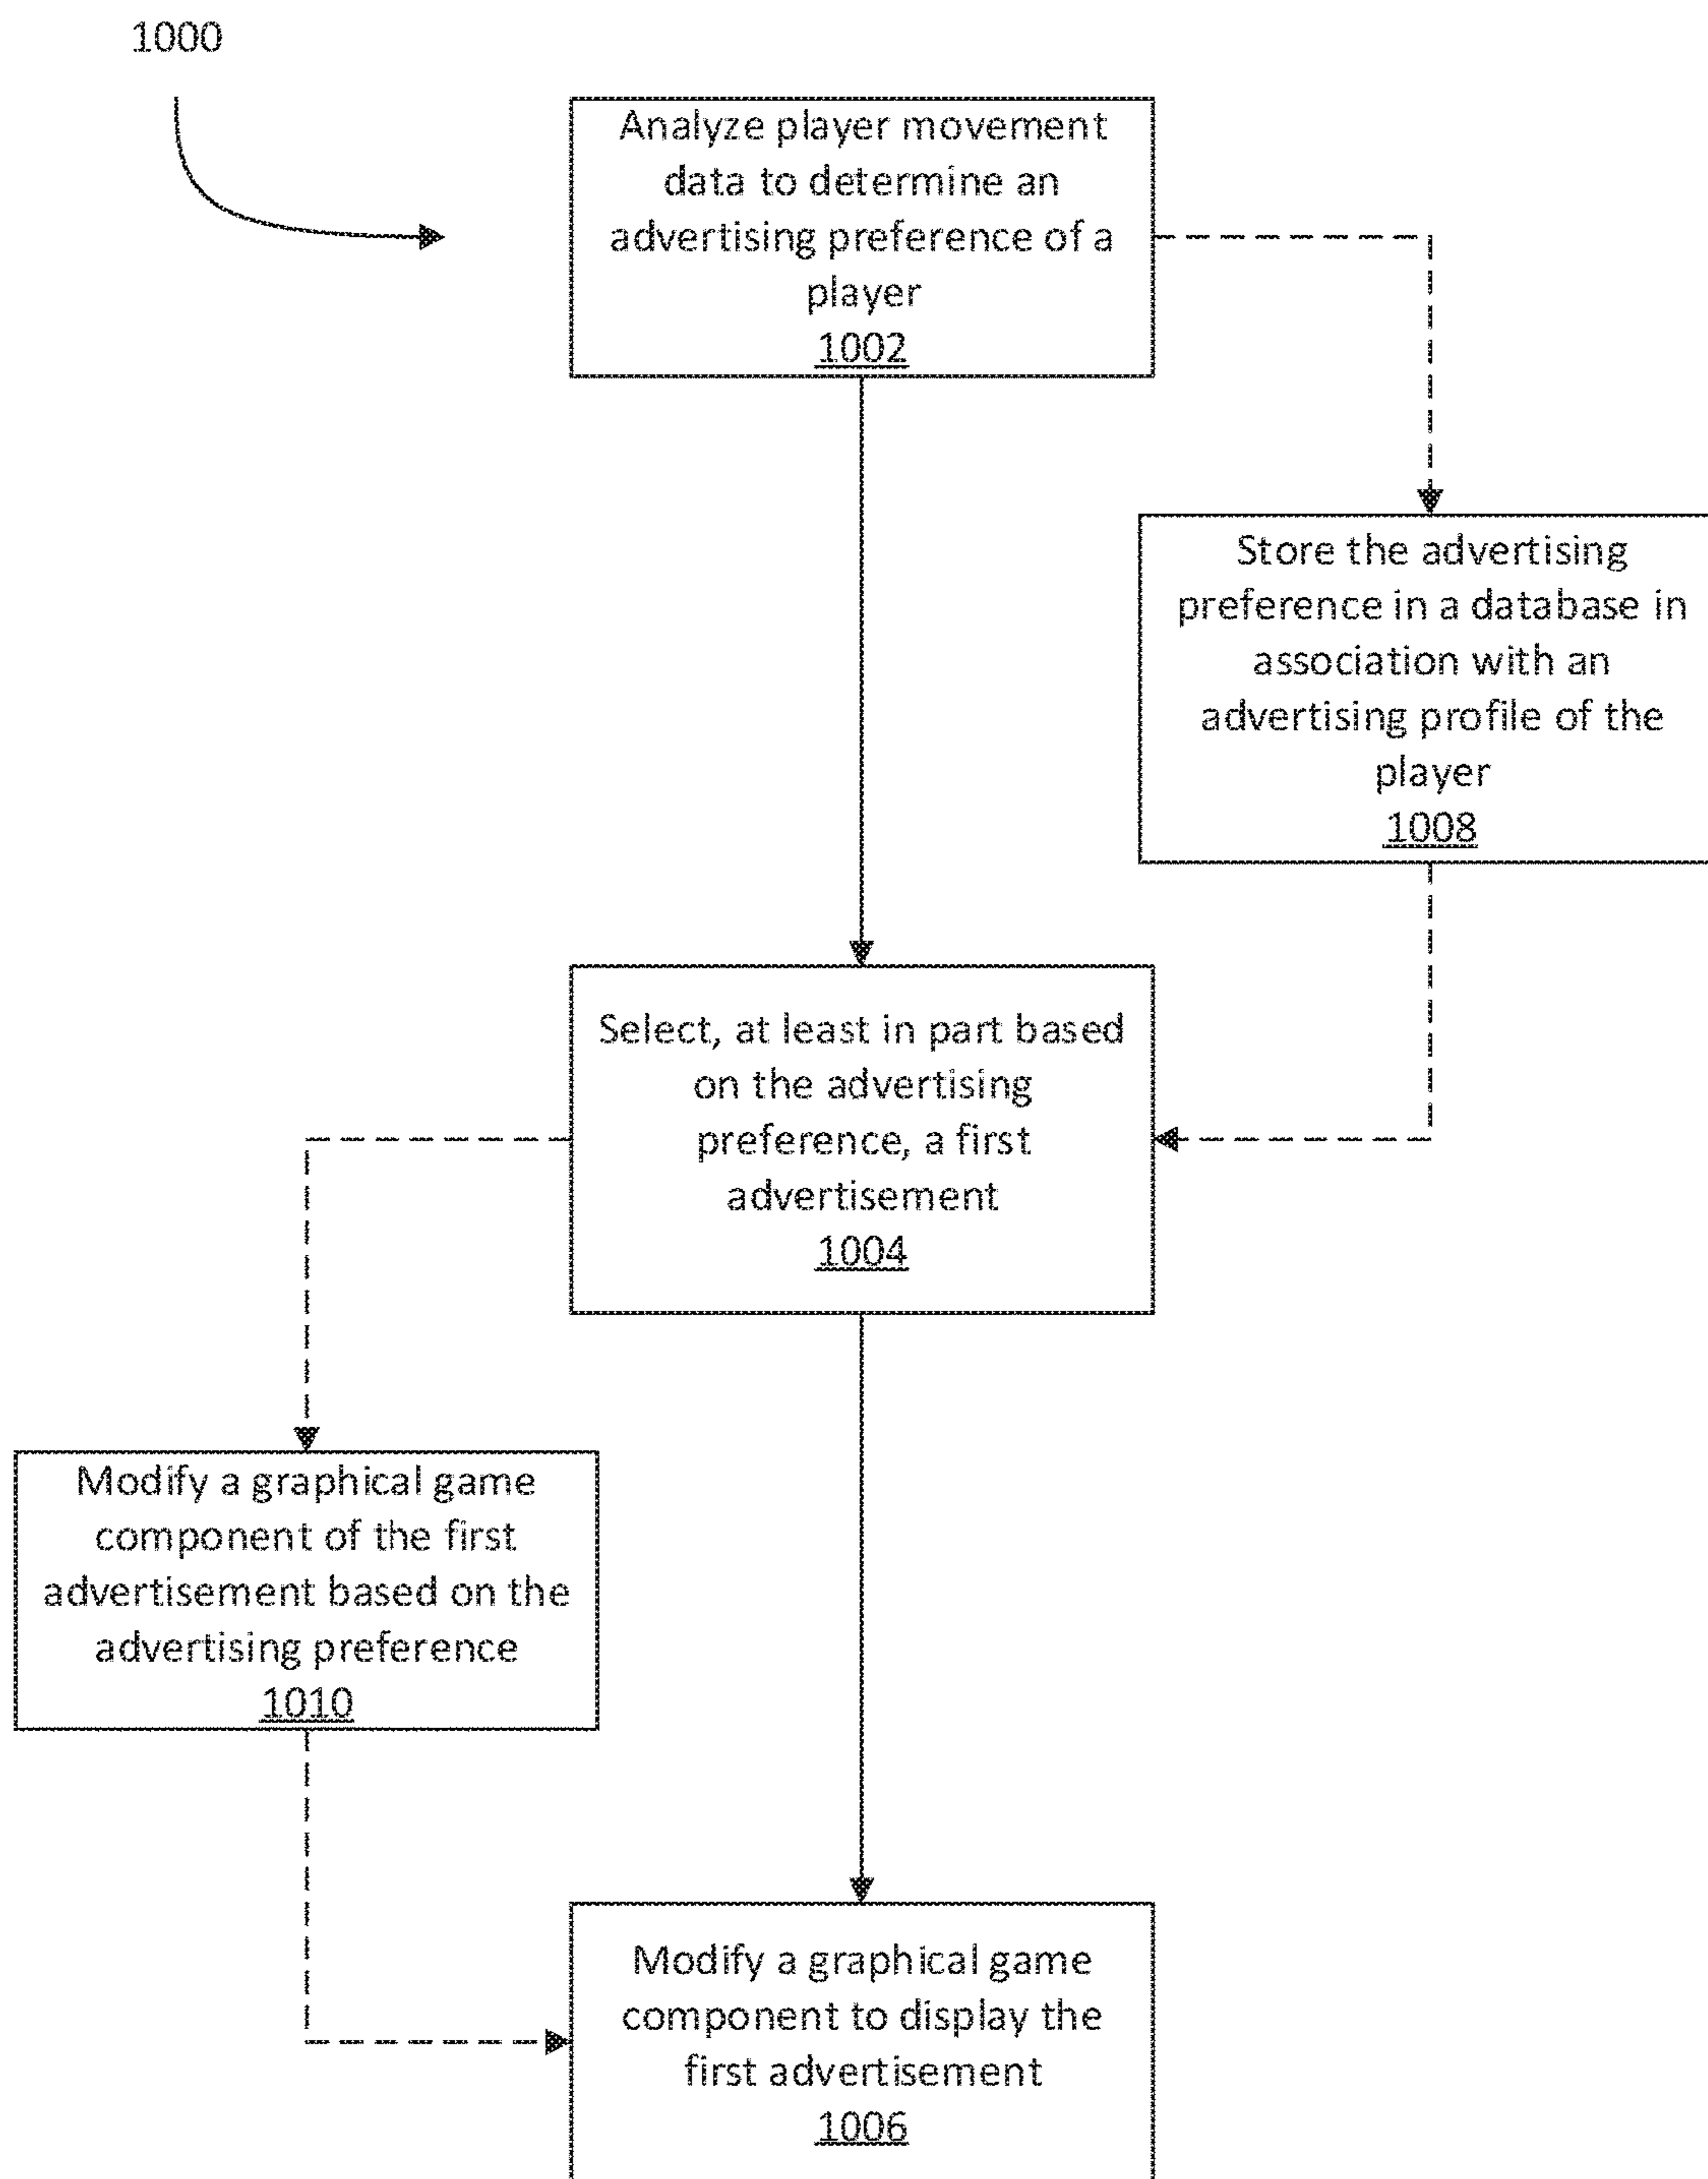 1000
Analyze player movement
data to determine an
advertising preference of a
player
1002
Store the advertising
preference in a database in
association with an
advertising profile of the
player
1008
Select, at least in part based
on the advertising
preference, a first
advertisement
1004
Modify a graphical game
component of the first
advertisement based on the
advertising preference
1010
Modify a graphical game
component to display the
first advertisement
1006